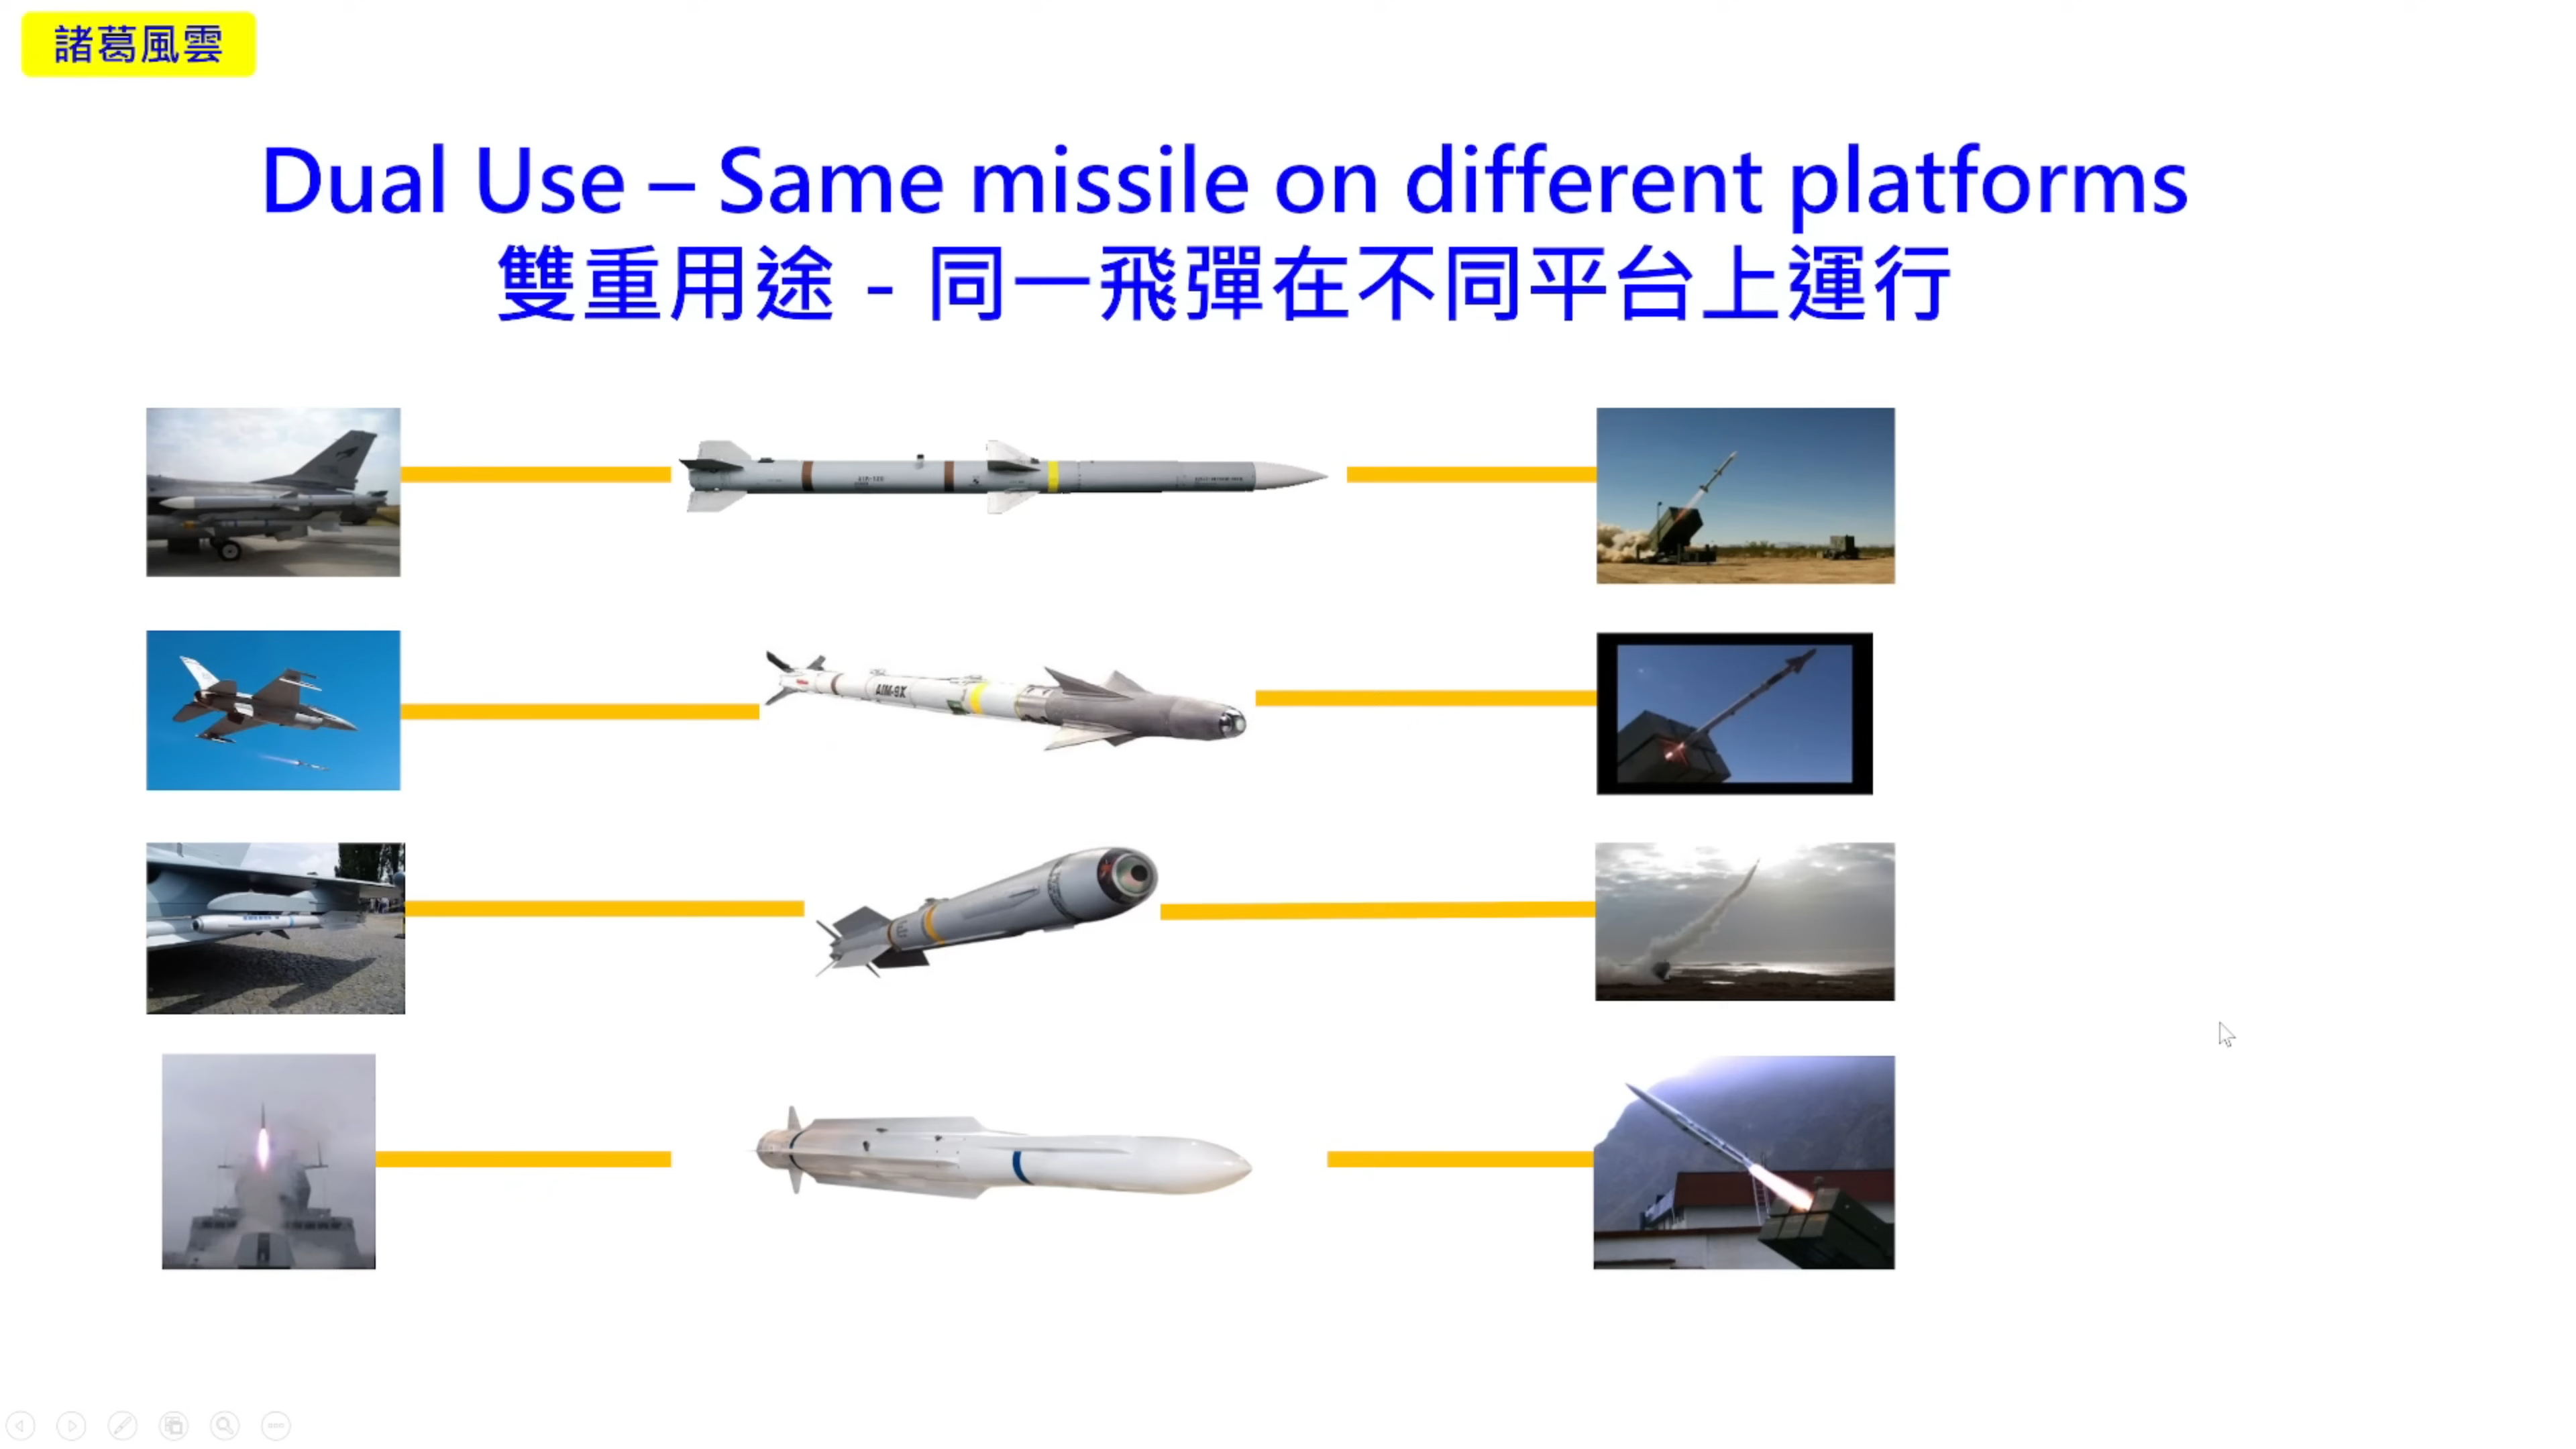 諸葛風雲
Dual Use – Same missile on different platforms
雙重用途 - 同一飛彈在不同平台上運行
AIM-9X